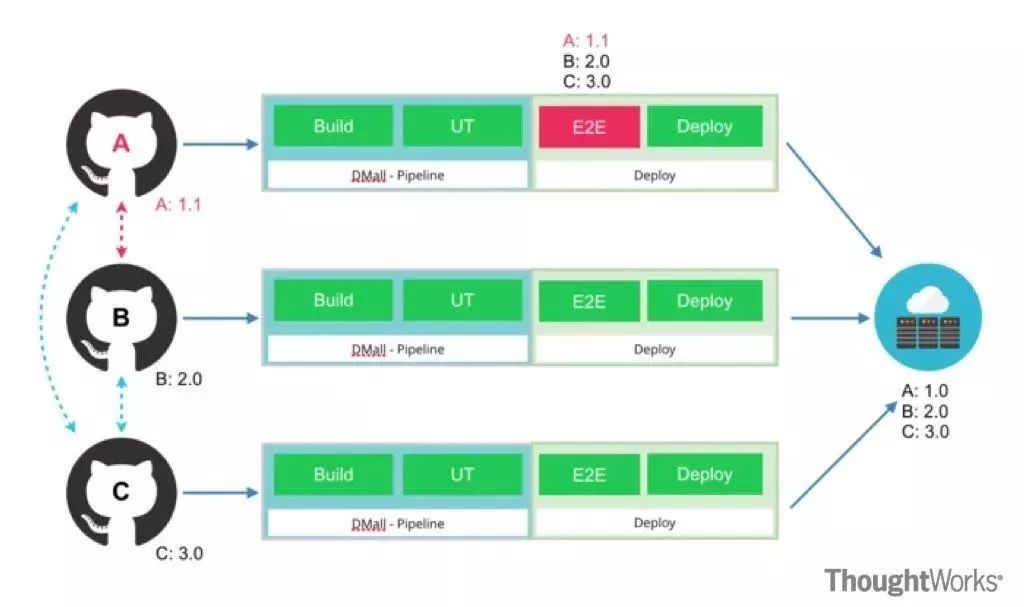 A: 1.1
B: 2.0
C: 3.0
A
Build
UT
E2E
Deploy
DMall - Pipeline
Deploy
A: 1.1
B
Build
UT
E2E
Deploy
DMall - Pipeline
Deploy
B: 2.0
A: 1.0
B: 2.0
C: 3.0
C
Build
UT
E2E
Deploy
DMall - Pipeline
Deploy
C: 3.0
ThoughtWorks®